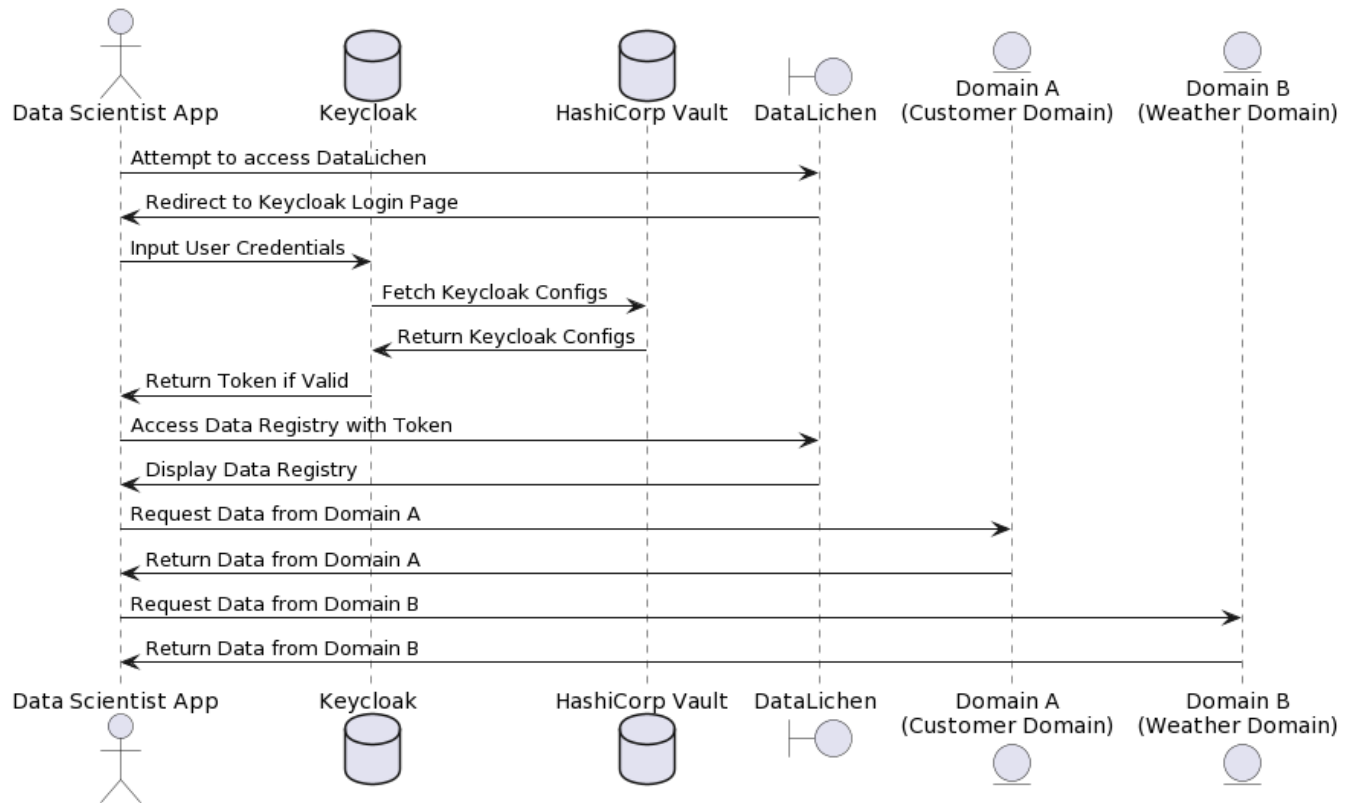 Data Scientist App
Keycloak
HashiCorp Vault
DataLichen
Domain A
(Customer Domain)
Domain B
(Weather Domain)
Attempt to access DataLichen
Redirect to Keycloak Login Page
Input User Credentials
Fetch Keycloak Configs
Return Keycloak Configs
Return Token if Valid
Access Data Registry with Token
Display Data Registry
Request Data from Domain A
Return Data from Domain A
Request Data from Domain B
Return Data from Domain B
Data Scientist App
Keycloak
HashiCorp Vault
DataLichen
Domain A
(Customer Domain)
Domain B
(Weather Domain)